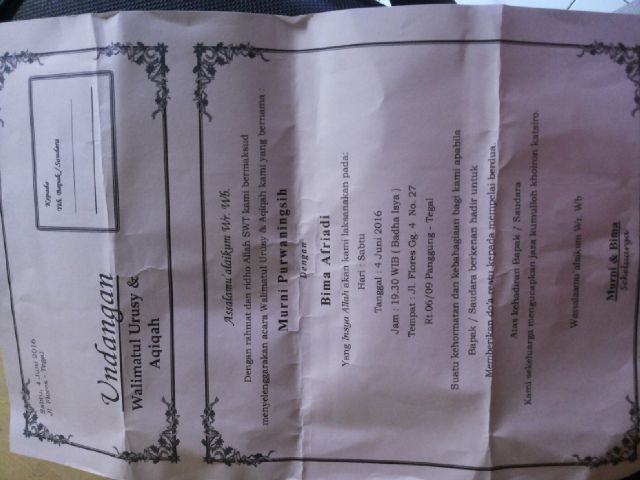 Undangan
Walimatul Urusy &
Aqiqah
Sabtu, 4 Juni 2016
Jl. Flores - Tegal
Kepada
Yth. Bapak / Saudara
Assalamu'alaikum Wr. Wb.
Dengan rahmat dan ridho Allah SWT kami bermaksud
menyelenggarakan acara Walimatul Urusy & Aqiqah kami yang bernama :
Murni Purwaningsih
Dengan
Bima Afriadi
Yang Insya Allah akan kami laksanakan pada:
Hari : Sabtu
Tanggal : 4 Juni 2016
Jam : 19.30 WIB ( Badha Isya )
Tempat : Jl. Flores Gg. 4 No. 27
Rt.06/09 Panggung - Tegal
Suatu kehormatan dan kebahagiaan bagi kami apabila
Bapak / Saudara berkenan hadir untuk
Memberikan do'a restu kepada mempelai berdua.
Atas kehadiran Bapak / Saudara
Kami sekeluarga mengucapkan jaza kumulloh khoiron katsiro.
Wassalamu'alaikum Wr. Wb
Murni & Bima
Sekeluarga